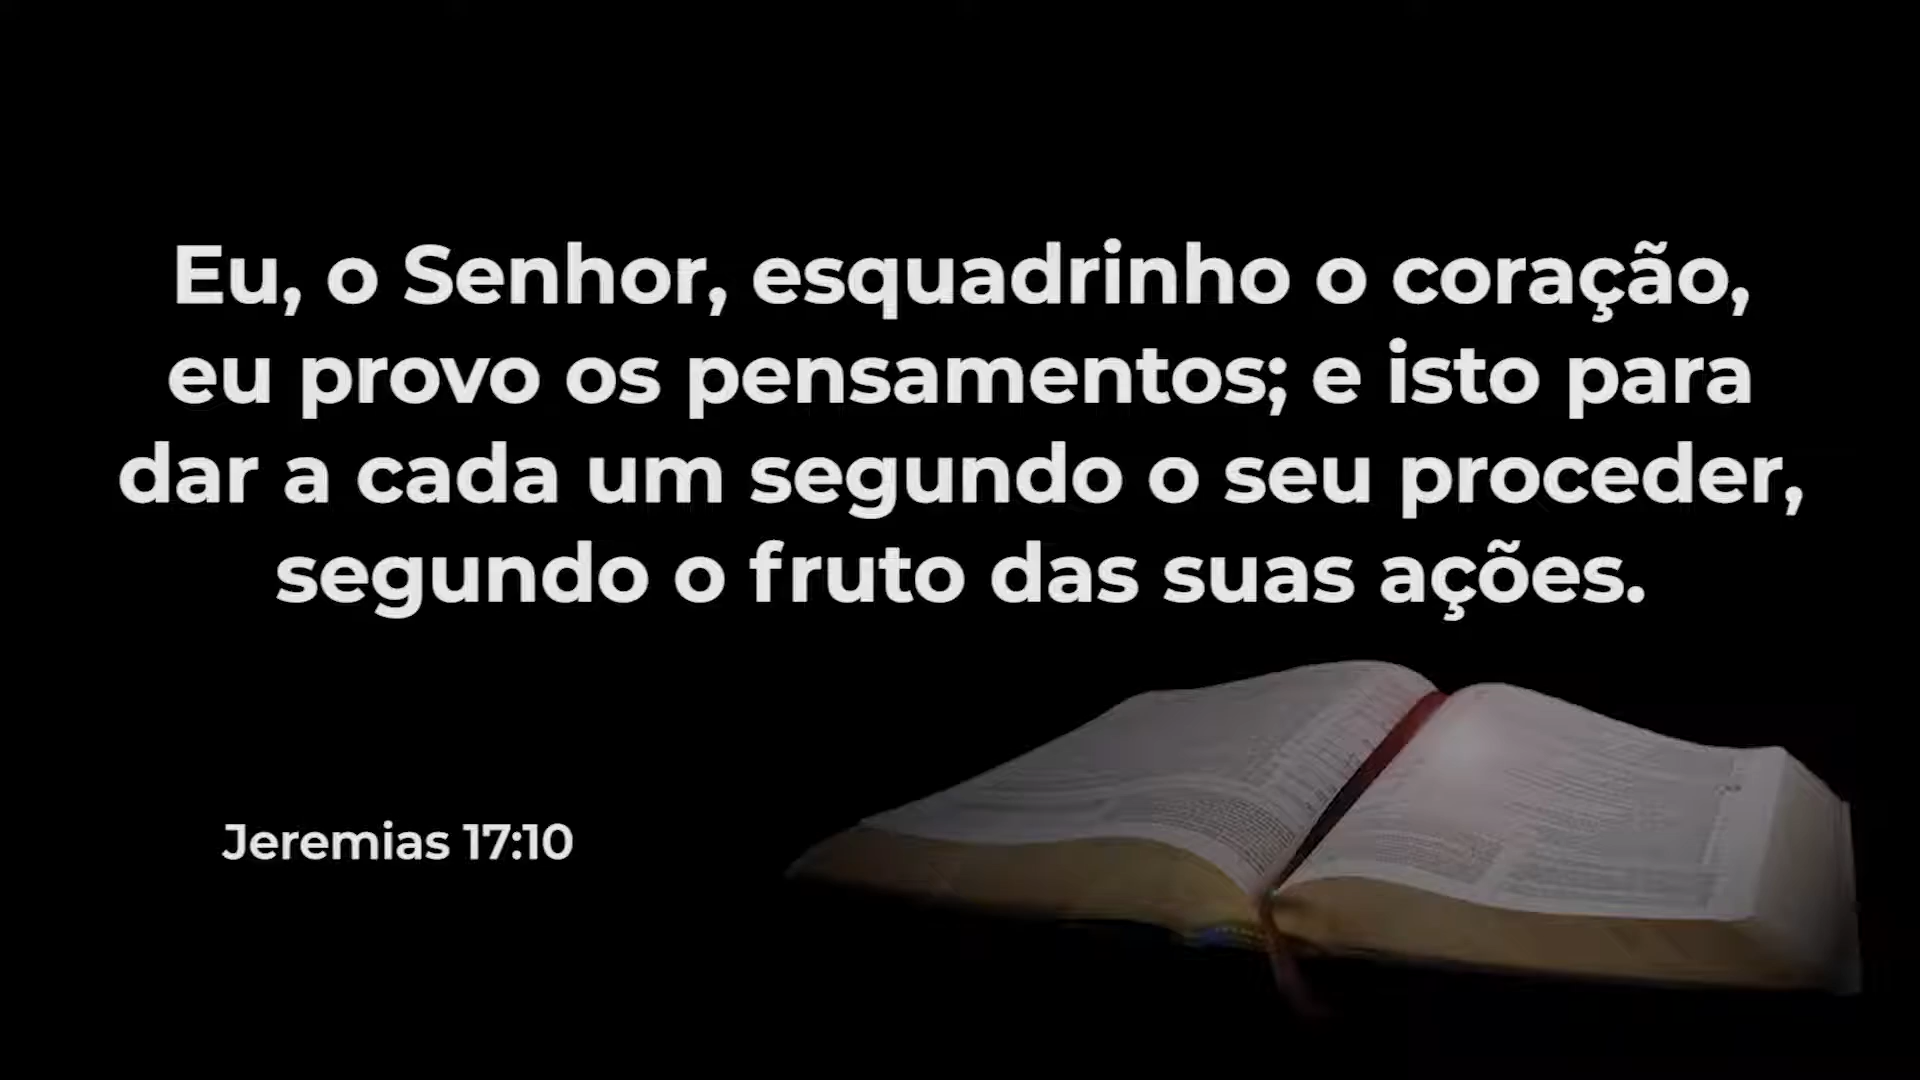 Eu, o Senhor, esquadrinho o coração,
eu provo os pensamentos; e isto para
dar a cada um segundo o seu proceder,
segundo o fruto das suas ações.
Jeremias 17:10